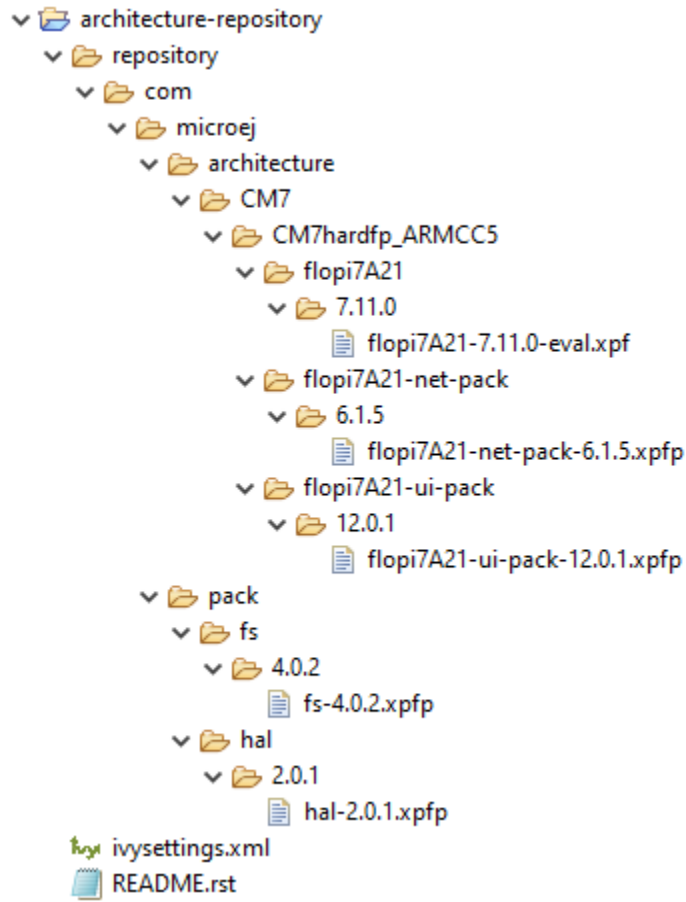 architecture-repository
repository
com
microej
architecture
CM7
CM7hardfp_ARMCC5
flopi7A21
7.11.0
flopi7A21-7.11.0-eval.xpf
flopi7A21-net-pack
6.1.5
flopi7A21-net-pack-6.1.5.xpfp
flopi7A21-ui-pack
12.0.1
flopi7A21-ui-pack-12.0.1.xpfp
pack
fs
4.0.2
fs-4.0.2.xpfp
hal
2.0.1
hal-2.0.1.xpfp
ivysettings.xml
README.rst